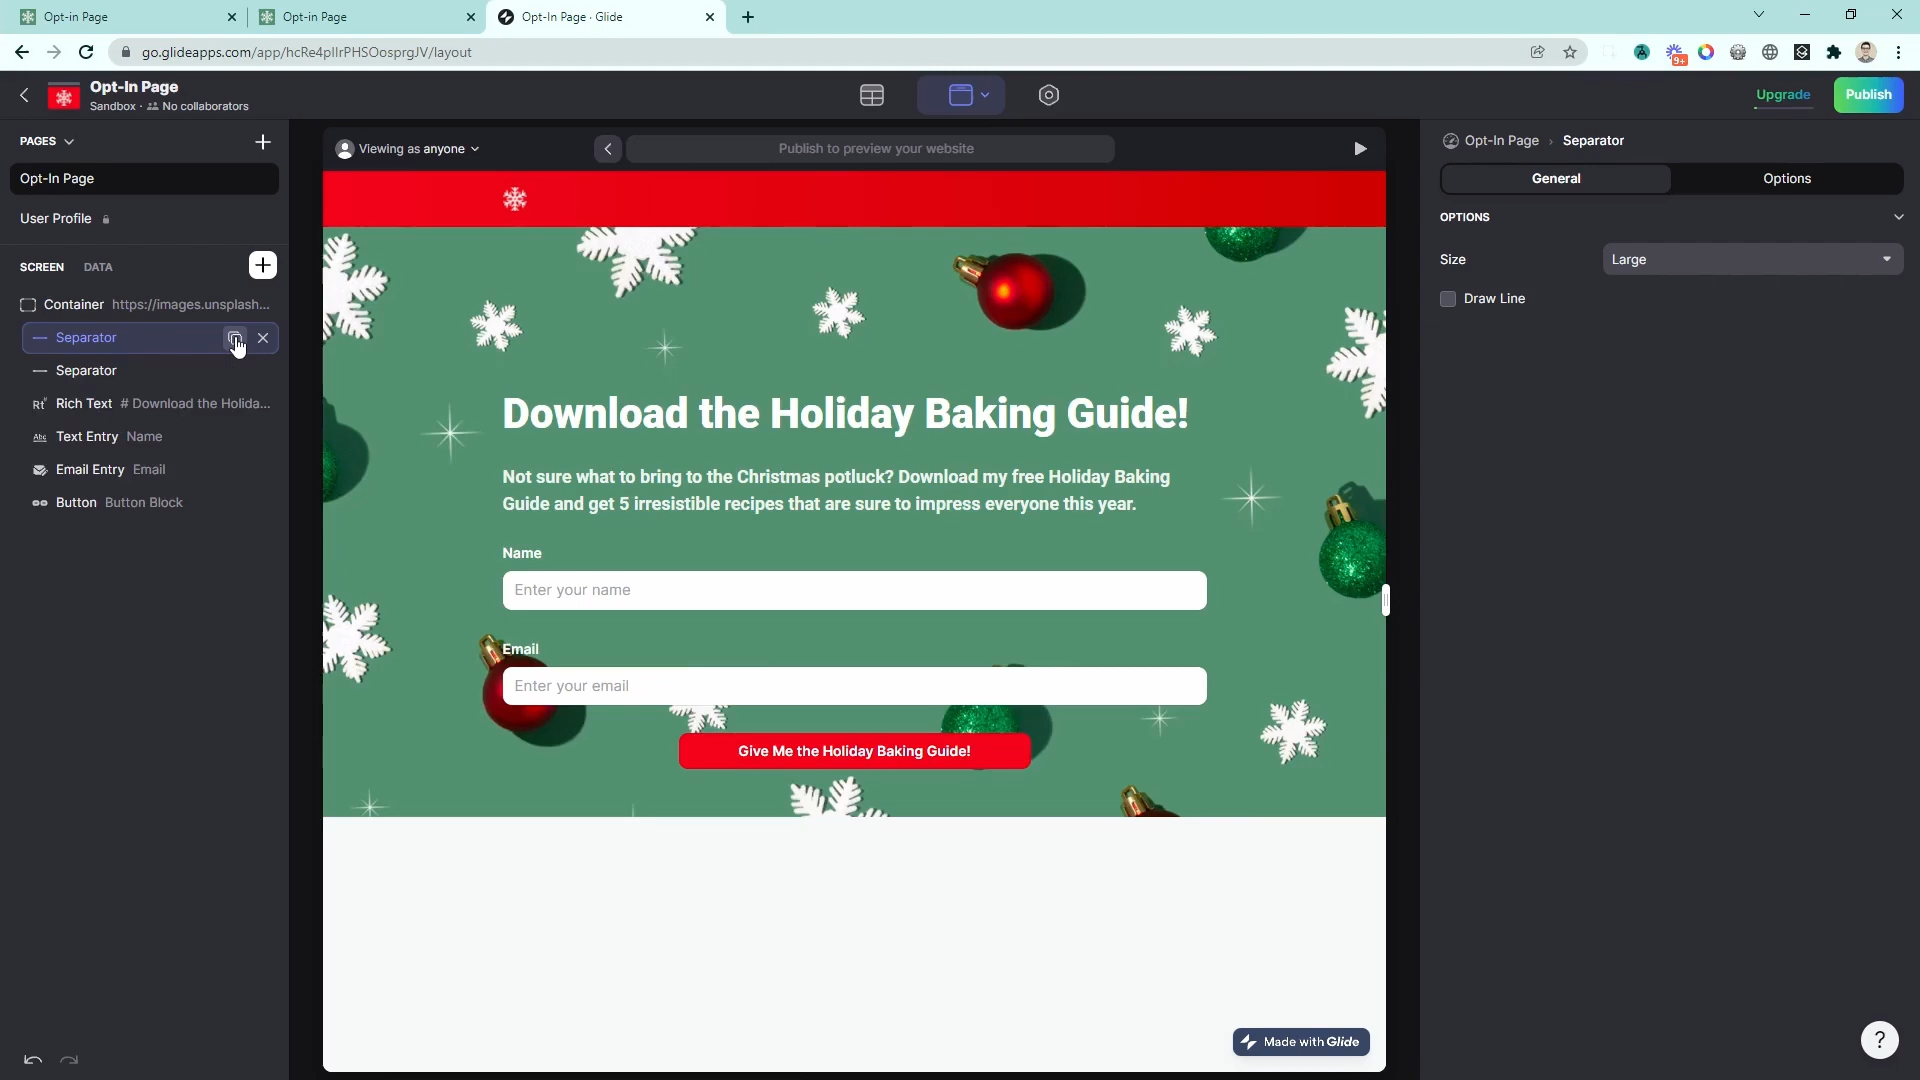 Opt-in Page
Opt-in Page
Opt-In Page · Glide
go.glideapps.com/app/hcRe4pIIrPHSOosprgJV/layout
9+
Opt-In Page
Sandbox · No collaborators
Upgrade
Publish
PAGES
Opt-In Page
User Profile
SCREEN DATA
Container https://images.unsplash...
Separator
Separator
Rt Rich Text # Download the Holida...
Abc Text Entry Name
Email Entry Email
Button Button Block
Viewing as anyone
Publish to preview your website
Download the Holiday Baking Guide!
Not sure what to bring to the Christmas potluck? Download my free Holiday Baking
Guide and get 5 irresistible recipes that are sure to impress everyone this year.
Name
Enter your name
Email
Enter your email
Give Me the Holiday Baking Guide!
Made with Glide
Opt-In Page › Separator
General
Options
OPTIONS
Size
Large
Draw Line
?